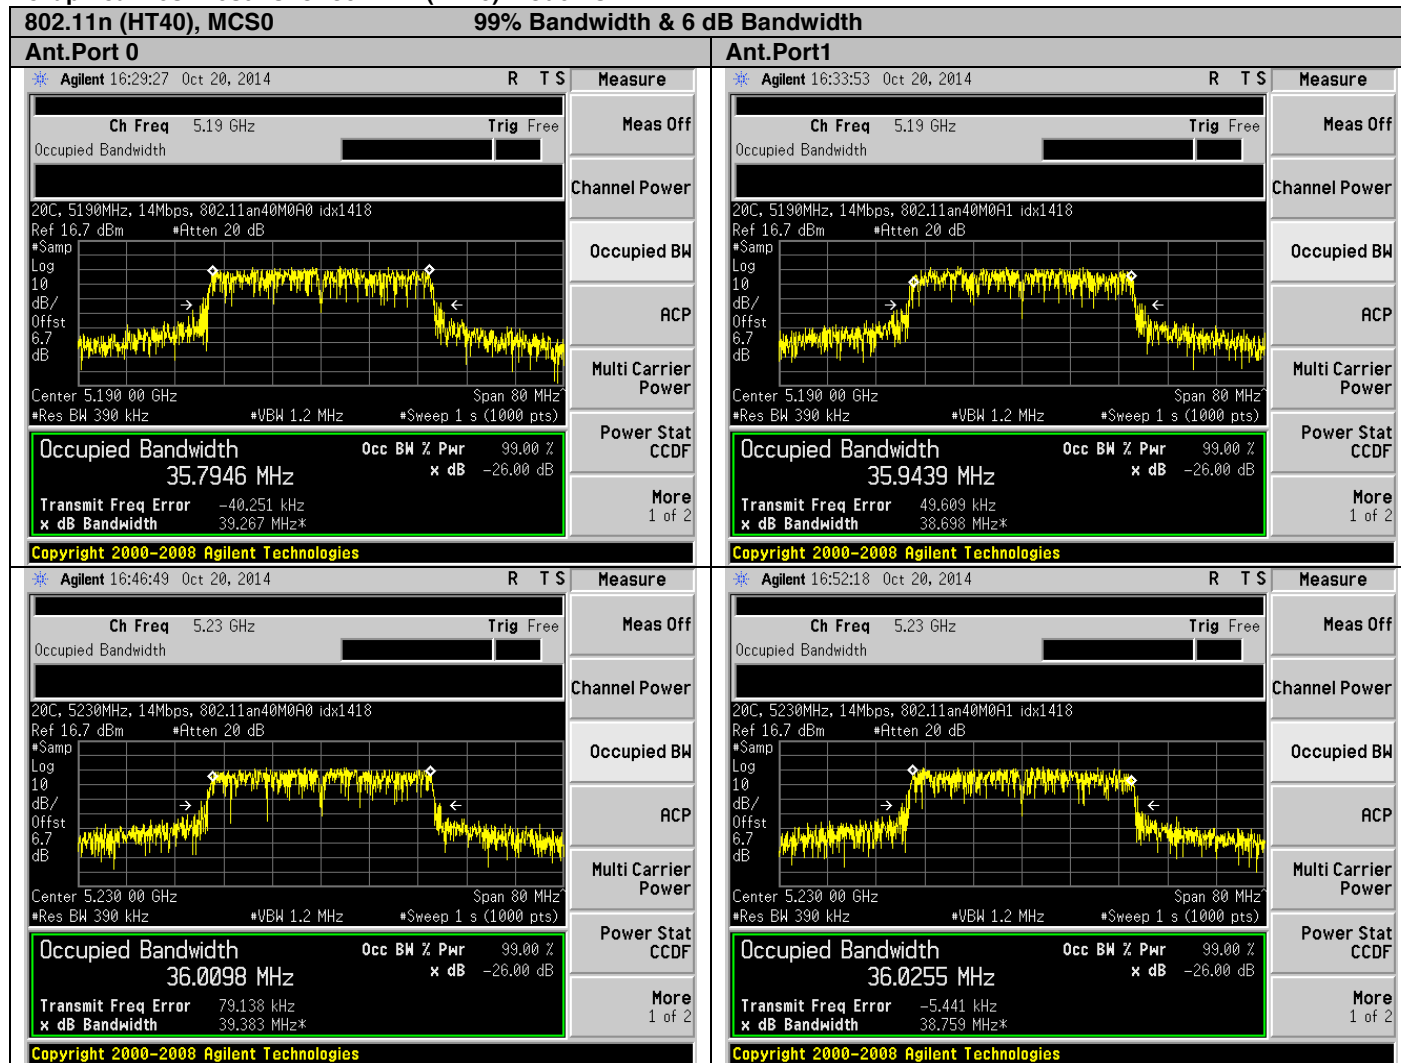 802.11n (HT40), MCS0 99% Bandwidth & 6 dB Bandwidth
Ant.Port 0 Ant.Port1
Agilent 16:29:27 Oct 20, 2014 R T S Measure
Ch Freq 5.19 GHz Trig Free
Occupied Bandwidth
Meas Off
Channel Power
Occupied BW
ACP
Multi Carrier
Power
Power Stat
CCDF
More
1 of 2
20C, 5190MHz, 14Mbps, 802.11an40M0A0 idx1418
Ref 16.7 dBm #Atten 20 dB
#Samp
Log
10
dB/
Offst
6.7
dB
Center 5.190 00 GHz Span 80 MHz^
#Res BW 390 kHz #VBW 1.2 MHz #Sweep 1 s (1000 pts)
Occupied Bandwidth Occ BW % Pwr 99.00 %
35.7946 MHz x dB -26.00 dB
Transmit Freq Error -40.251 kHz
x dB Bandwidth 39.267 MHz*
Copyright 2000-2008 Agilent Technologies
Agilent 16:33:53 Oct 20, 2014 R T S Measure
Ch Freq 5.19 GHz Trig Free
Occupied Bandwidth
Meas Off
Channel Power
Occupied BW
ACP
Multi Carrier
Power
Power Stat
CCDF
More
1 of 2
20C, 5190MHz, 14Mbps, 802.11an40M0A1 idx1418
Ref 16.7 dBm #Atten 20 dB
#Samp
Log
10
dB/
Offst
6.7
dB
Center 5.190 00 GHz Span 80 MHz^
#Res BW 390 kHz #VBW 1.2 MHz #Sweep 1 s (1000 pts)
Occupied Bandwidth Occ BW % Pwr 99.00 %
35.9439 MHz x dB -26.00 dB
Transmit Freq Error 49.609 kHz
x dB Bandwidth 38.698 MHz*
Copyright 2000-2008 Agilent Technologies
Agilent 16:46:49 Oct 20, 2014 R T S Measure
Ch Freq 5.23 GHz Trig Free
Occupied Bandwidth
Meas Off
Channel Power
Occupied BW
ACP
Multi Carrier
Power
Power Stat
CCDF
More
1 of 2
20C, 5230MHz, 14Mbps, 802.11an40M0A0 idx1418
Ref 16.7 dBm #Atten 20 dB
#Samp
Log
10
dB/
Offst
6.7
dB
Center 5.230 00 GHz Span 80 MHz^
#Res BW 390 kHz #VBW 1.2 MHz #Sweep 1 s (1000 pts)
Occupied Bandwidth Occ BW % Pwr 99.00 %
36.0098 MHz x dB -26.00 dB
Transmit Freq Error 79.138 kHz
x dB Bandwidth 39.383 MHz*
Copyright 2000-2008 Agilent Technologies
Agilent 16:52:18 Oct 20, 2014 R T S Measure
Ch Freq 5.23 GHz Trig Free
Occupied Bandwidth
Meas Off
Channel Power
Occupied BW
ACP
Multi Carrier
Power
Power Stat
CCDF
More
1 of 2
20C, 5230MHz, 14Mbps, 802.11an40M0A1 idx1418
Ref 16.7 dBm #Atten 20 dB
#Samp
Log
10
dB/
Offst
6.7
dB
Center 5.230 00 GHz Span 80 MHz^
#Res BW 390 kHz #VBW 1.2 MHz #Sweep 1 s (1000 pts)
Occupied Bandwidth Occ BW % Pwr 99.00 %
36.0255 MHz x dB -26.00 dB
Transmit Freq Error -5.441 kHz
x dB Bandwidth 38.759 MHz*
Copyright 2000-2008 Agilent Technologies